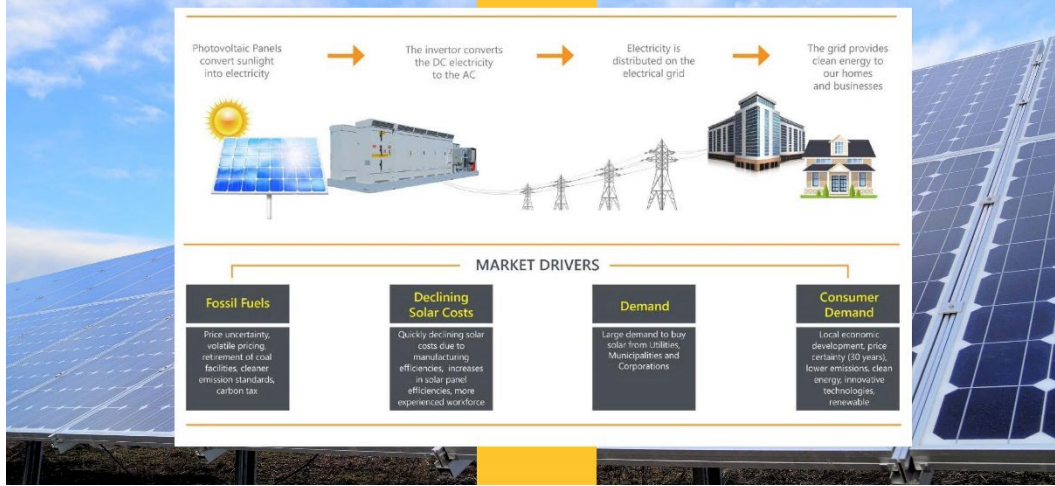 Photovoltaic Panels
convert sunlight
into electricity
The invertor converts
the DC electricity
to the AC
Electricity is
distributed on the
electrical grid
The grid provides
clean energy to
our homes
and businesses
MARKET DRIVERS
Fossil Fuels
Price uncertainty,
volatile pricing,
retirement of coal
facilities, cleaner
emission standards,
carbon tax
Declining
Solar Costs
Quickly declining solar
costs due to
manufacturing
efficiencies, increases
in solar panel
efficiencies, more
experienced workforce
Demand
Large demand to buy
solar from Utilities,
Municipalities and
Corporations
Consumer
Demand
Local economic
development, price
certainty (30 years),
lower emissions, clean
energy, innovative
technologies,
renewable